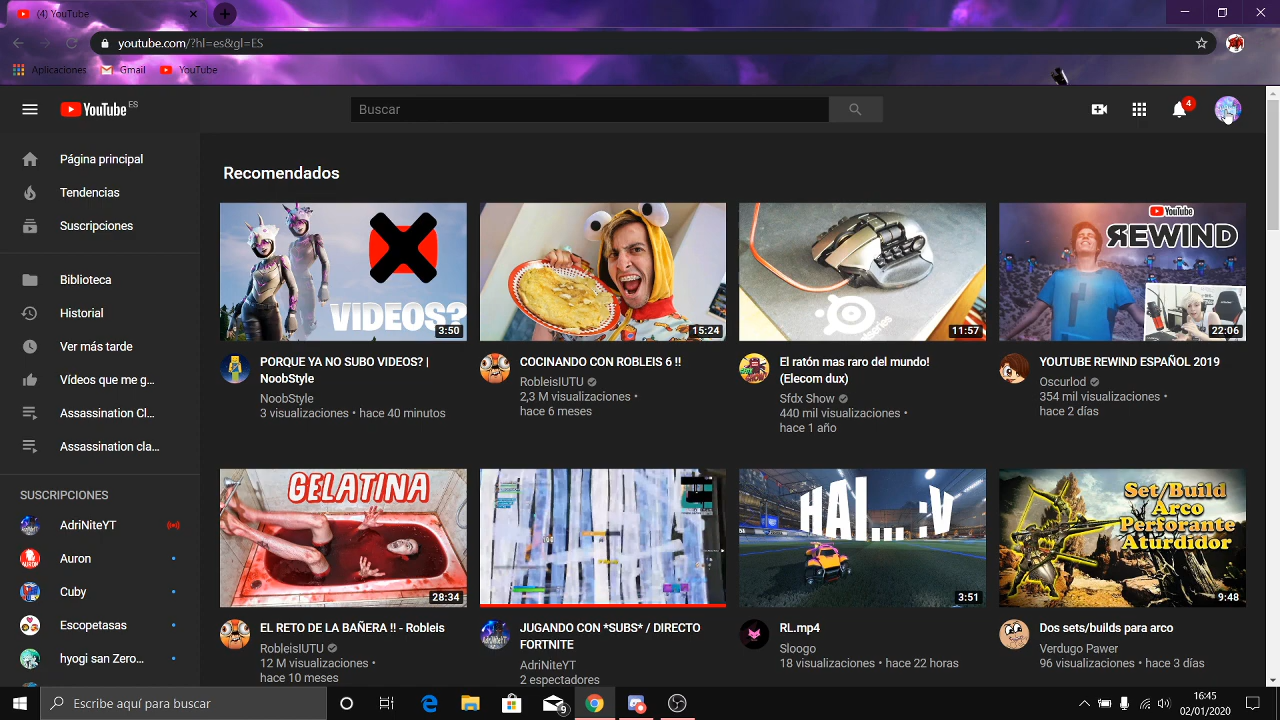 (4) YouTube
youtube.com/?hl=es&gl=ES
Aplicaciones
Gmail
YouTube
YouTube ES
Buscar
4
Página principal
Tendencias
Suscripciones
Biblioteca
Historial
Ver más tarde
Vídeos que me g...
Assassination Cl...
Assassination cla...
SUSCRIPCIONES
AdriNiteYT
Auron
Cuby
Escopetasas
hyogi san Zero...
Recomendados
VIDEOS?
3:50
PORQUE YA NO SUBO VIDEOS? |
NoobStyle
NoobStyle
3 visualizaciones • hace 40 minutos
15:24
COCINANDO CON ROBLEIS 6 !!
RobleisIUTU
2,3 M visualizaciones •
hace 6 meses
11:57
El ratón mas raro del mundo!
(Elecom dux)
Sfdx Show
440 mil visualizaciones •
hace 1 año
YouTube
REWIND
22:06
YOUTUBE REWIND ESPAÑOL 2019
Oscurlod
354 mil visualizaciones •
hace 2 días
GELATINA
28:34
EL RETO DE LA BAÑERA !! - Robleis
RobleisIUTU
12 M visualizaciones •
hace 10 meses
JUGANDO CON *SUBS* / DIRECTO
FORTNITE
AdriNiteYT
2 espectadores
HAI... :V
3:51
RL.mp4
Sloogo
18 visualizaciones • hace 22 horas
Set/Build
Arco
Perforante
Aturdidor
9:48
Dos sets/builds para arco
Verdugo Pawer
96 visualizaciones • hace 3 días
Escribe aquí para buscar
9
16:45
02/01/2020